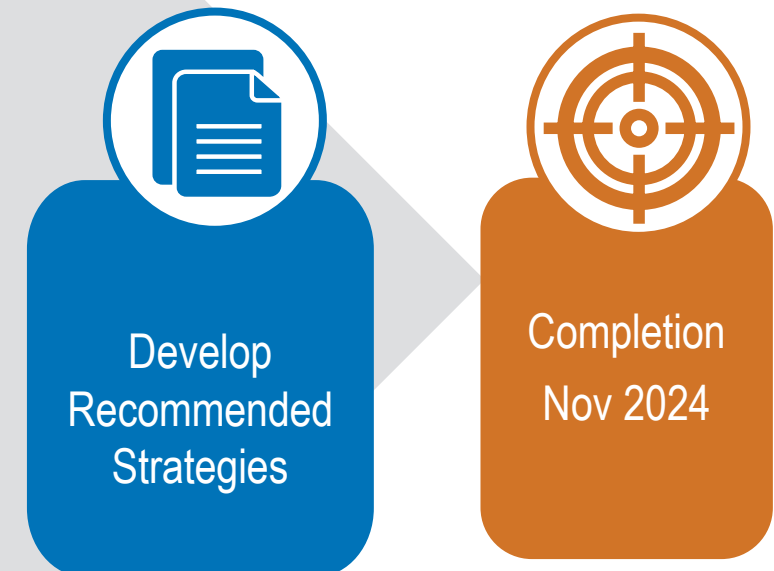 Develop
Recommended
Strategies
Completion
Nov 2024